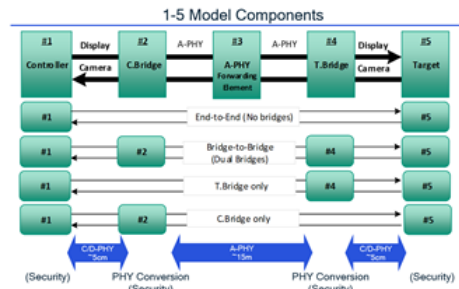 1-5 Model Components
#1 #2 #3 #4 #5
Display A-PHY A-PHY Display
Controller C.Bridge A-PHY Forwarding Element T.Bridge Target
Camera Camera
#1 End-to-End (No bridges) #5
#1 #2 Bridge-to-Bridge #4 #5
(Dual Bridges)
#1 T.Bridge only #4 #5
#1 #2 C.Bridge only #5
C/D-PHY A-PHY C/D-PHY
~5cm ~15m ~5cm
(Security) PHY Conversion PHY Conversion (Security)
(Security) (Security)